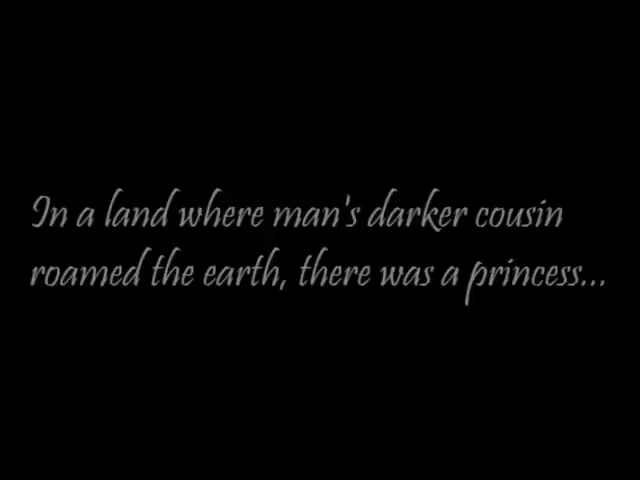 In a land where man's darker cousin
roamed the earth, there was a princess...